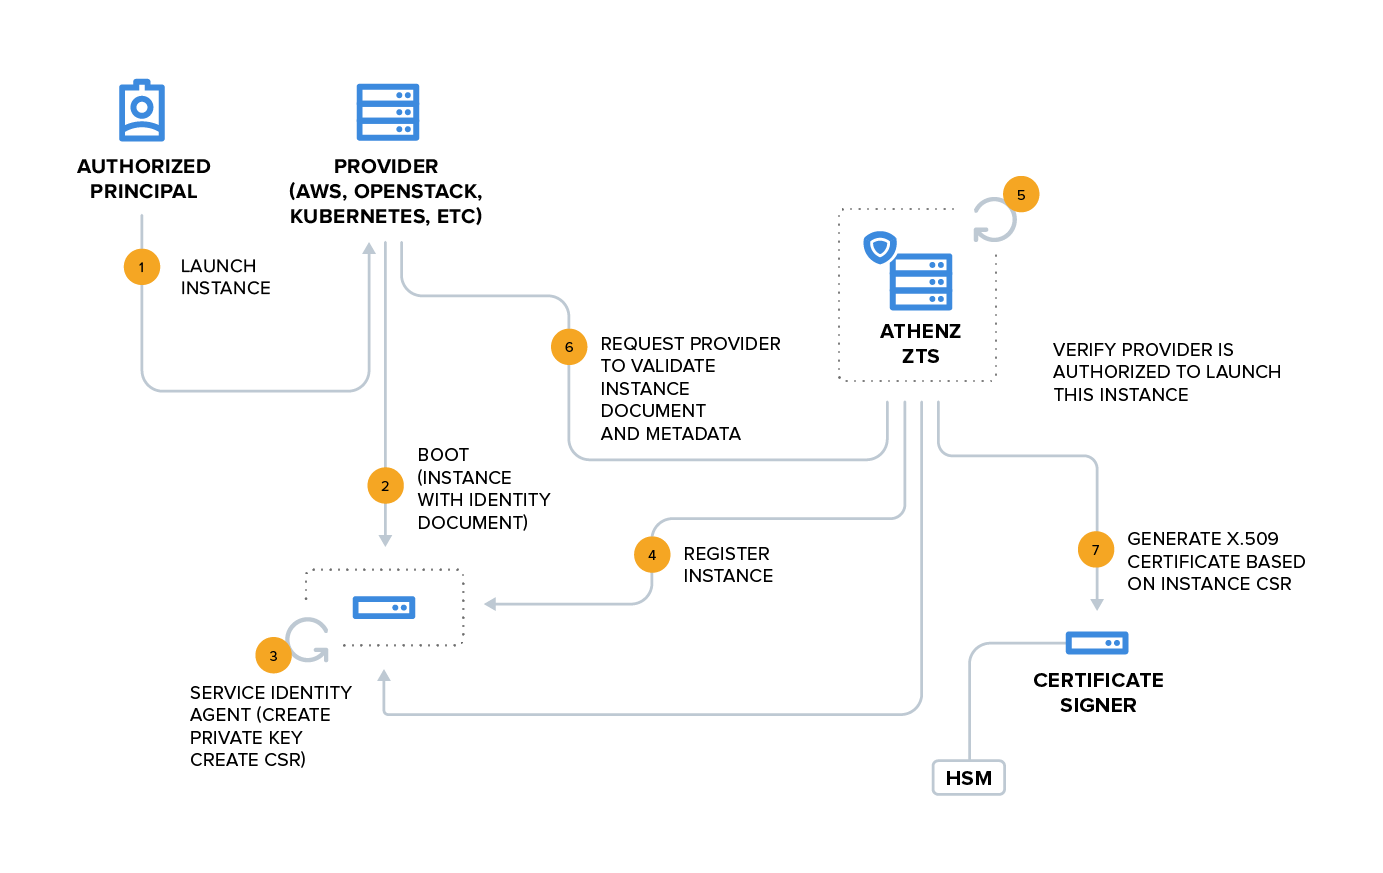 AUTHORIZED
PRINCIPAL
PROVIDER
(AWS, OPENSTACK,
KUBERNETES, ETC)
1
LAUNCH
INSTANCE
5
ATHENZ
ZTS
VERIFY PROVIDER IS
AUTHORIZED TO LAUNCH
THIS INSTANCE
6
REQUEST PROVIDER
TO VALIDATE
INSTANCE
DOCUMENT
AND METADATA
2
BOOT
(INSTANCE
WITH IDENTITY
DOCUMENT)
4
REGISTER
INSTANCE
7
GENERATE X.509
CERTIFICATE BASED
ON INSTANCE CSR
3
SERVICE IDENTITY
AGENT (CREATE
PRIVATE KEY
CREATE CSR)
CERTIFICATE
SIGNER
HSM